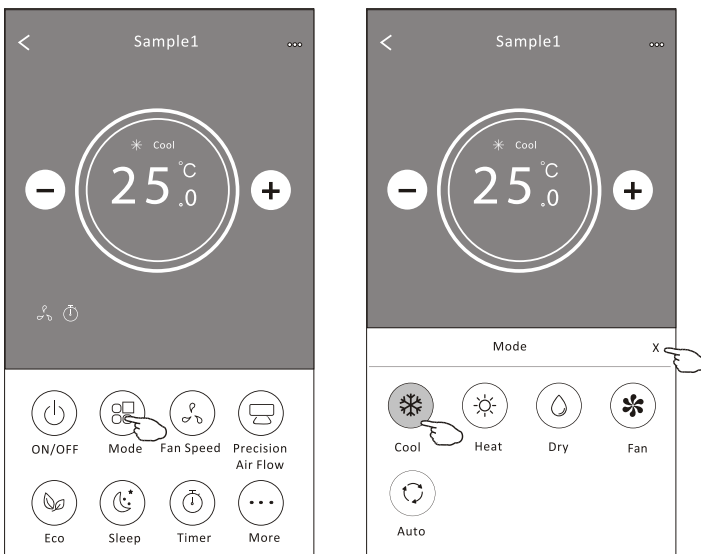 Sample1
Cool
25.0 °C
ON/OFF Mode Fan Speed Precision Air Flow
Eco Sleep Timer More
Sample1
Cool
25.0 °C
Mode X
Cool Heat Dry Fan
Auto